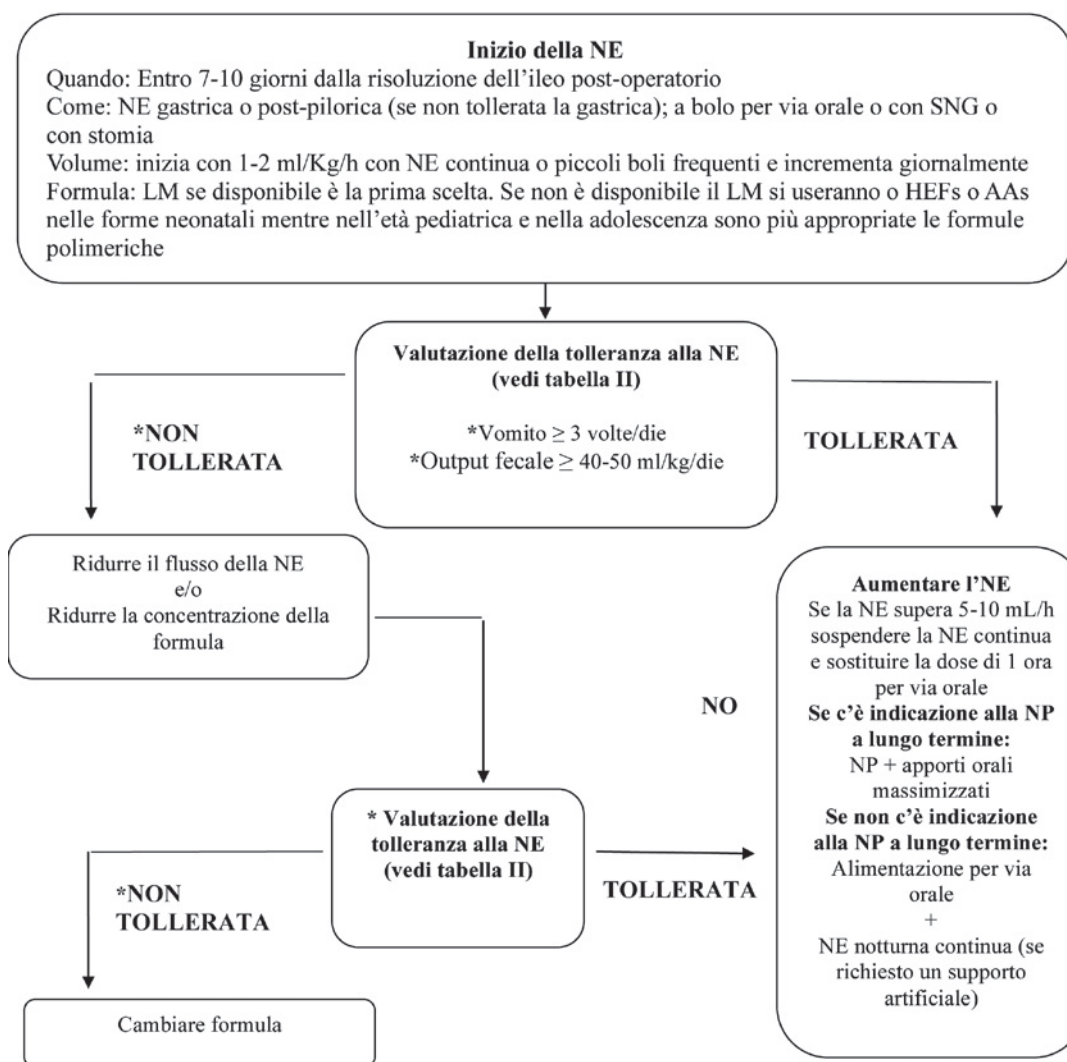 Inizio della NE
Quando: Entro 7-10 giorni dalla risoluzione dell'ileo post-operatorio
Come: NE gastrica o post-pilorica (se non tollerata la gastrica); a bolo per via orale o con SNG o
con stomia
Volume: inizia con 1-2 ml/Kg/h con NE continua o piccoli boli frequenti e incrementa giornalmente
Formula: LM se disponibile è la prima scelta. Se non è disponibile il LM si useranno o HEFs o AAs
nelle forme neonatali mentre nell'età pediatrica e nella adolescenza sono più appropriate le formule
polimeriche
Valutazione della tolleranza alla NE
(vedi tabella II)
*Vomito ≥ 3 volte/die
*Output fecale ≥ 40-50 ml/kg/die
*NON
TOLLERATA
TOLLERATA
Ridurre il flusso della NE
e/o
Ridurre la concentrazione della
formula
NO
Aumentare l'NE
Se la NE supera 5-10 mL/h
sospendere la NE continua
e sostituire la dose di 1 ora
per via orale
Se c'è indicazione alla NP
a lungo termine:
NP + apporti orali
massimizzati
Se non c'è indicazione
alla NP a lungo termine:
Alimentazione per via
orale
+
NE notturna continua (se
richiesto un supporto
artificiale)
* Valutazione della
tolleranza alla NE
(vedi tabella II)
*NON
TOLLERATA
TOLLERATA
Cambiare formula